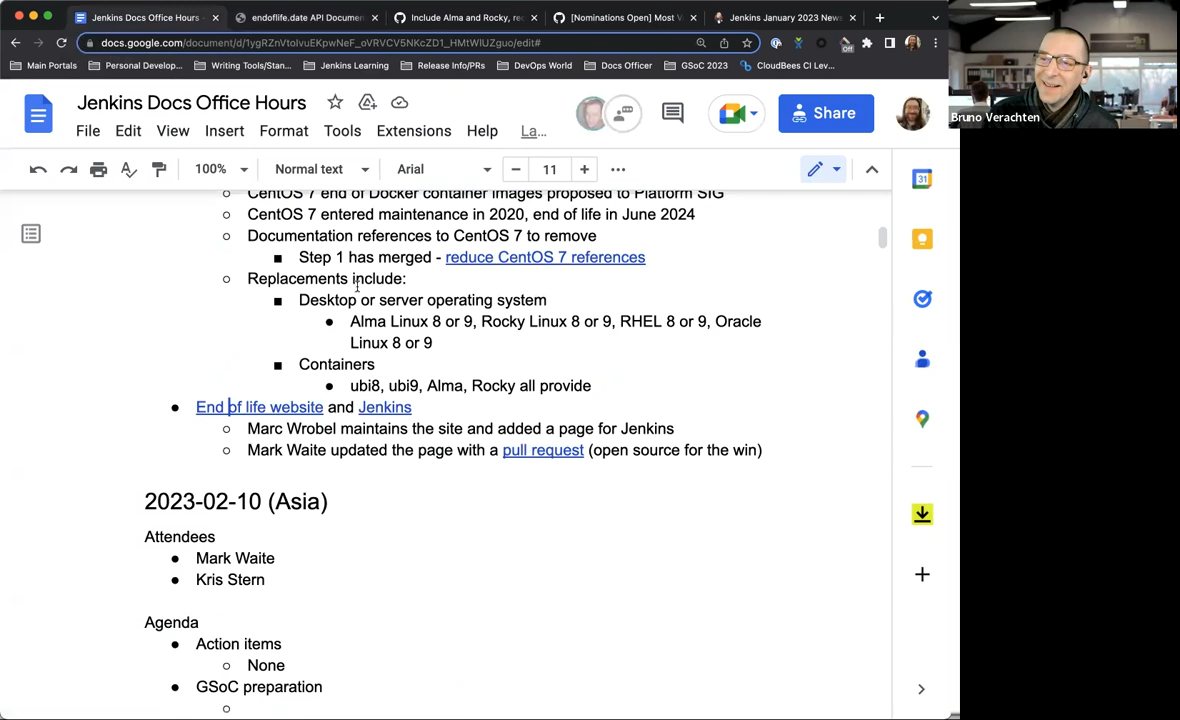 Jenkins Docs Office Hours -
endoflife.date API Documen
Include Alma and Rocky, rec
[Nominations Open] Most V
Jenkins January 2023 News
docs.google.com/document/d/1ygRZnVtoIvuEKpwNeF_oVRVCV5NKcZD1_HMtWIUZguo/edit#
Off
Main Portals
Personal Develop...
Writing Tools/Stan...
Jenkins Learning
Release Info/PRs
DevOps World
Docs Officer
GSoC 2023
CloudBees CI Lev...
Bruno Verachten
Jenkins Docs Office Hours
Share
File Edit View Insert Format Tools Extensions Help La...
100% Normal text Arial 11
31
○ CentOS 7 end of Docker container images proposed to Platform SIG
○ CentOS 7 entered maintenance in 2020, end of life in June 2024
○ Documentation references to CentOS 7 to remove
■ Step 1 has merged - reduce CentOS 7 references
○ Replacements include:
■ Desktop or server operating system
● Alma Linux 8 or 9, Rocky Linux 8 or 9, RHEL 8 or 9, Oracle
Linux 8 or 9
■ Containers
● ubi8, ubi9, Alma, Rocky all provide
● End of life website and Jenkins
○ Marc Wrobel maintains the site and added a page for Jenkins
○ Mark Waite updated the page with a pull request (open source for the win)
2023-02-10 (Asia)
Attendees
● Mark Waite
● Kris Stern
Agenda
● Action items
○ None
● GSoC preparation
○